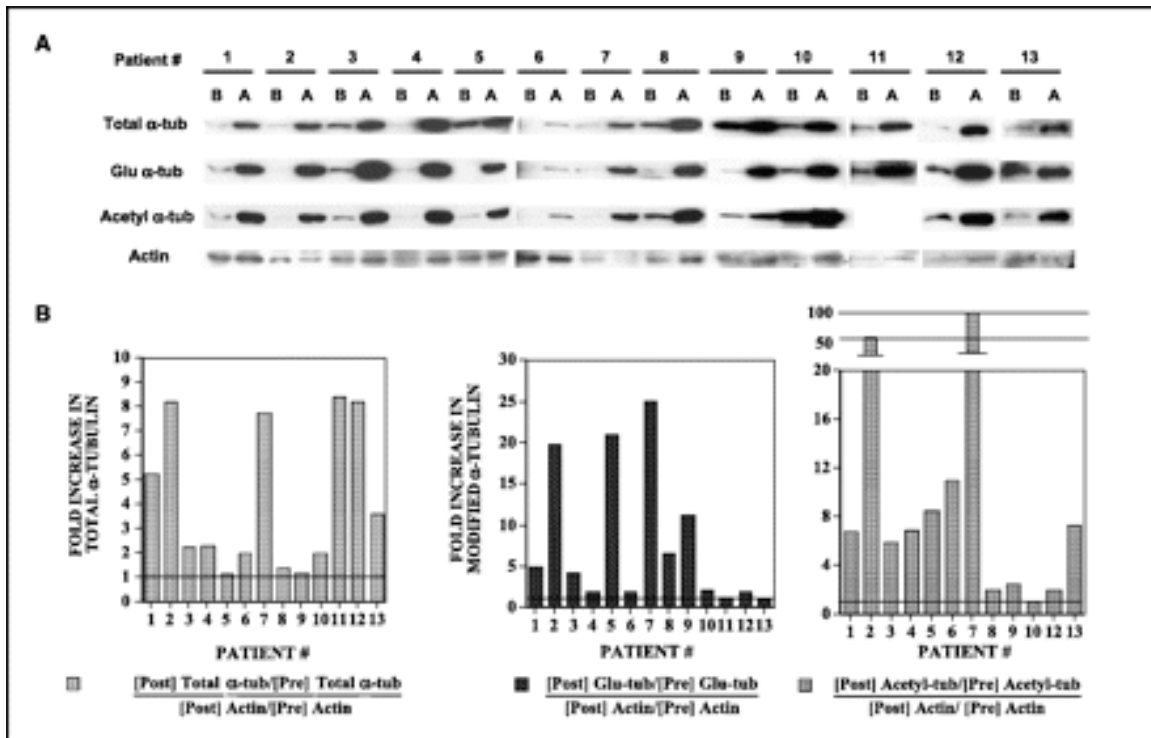 A
Patient # 1 2 3 4 5 6 7 8 9 10 11 12 13
B A B A B A B A B A B A B A B A B A B A B A B A B A
Total α-tub
Glu α-tub
Acetyl α-tub
Actin
B
FOLD INCREASE IN
TOTAL α-TUBULIN
10
9
8
7
6
5
4
3
2
1
0
1 2 3 4 5 6 7 8 9 10 11 12 13
PATIENT #
[Post] Total α-tub/[Pre] Total α-tub
[Post] Actin/[Pre] Actin
FOLD INCREASE IN
MODIFIED α-TUBULIN
30
25
20
15
10
5
0
1 2 3 4 5 6 7 8 9 10 11 12 13
PATIENT #
[Post] Glu-tub/[Pre] Glu-tub
[Post] Actin/[Pre] Actin
100
50
20
16
12
8
4
0
1 2 3 4 5 6 7 8 9 10 12 13
PATIENT #
[Post] Acetyl-tub/[Pre] Acetyl-tub
[Post] Actin/ [Pre] Actin